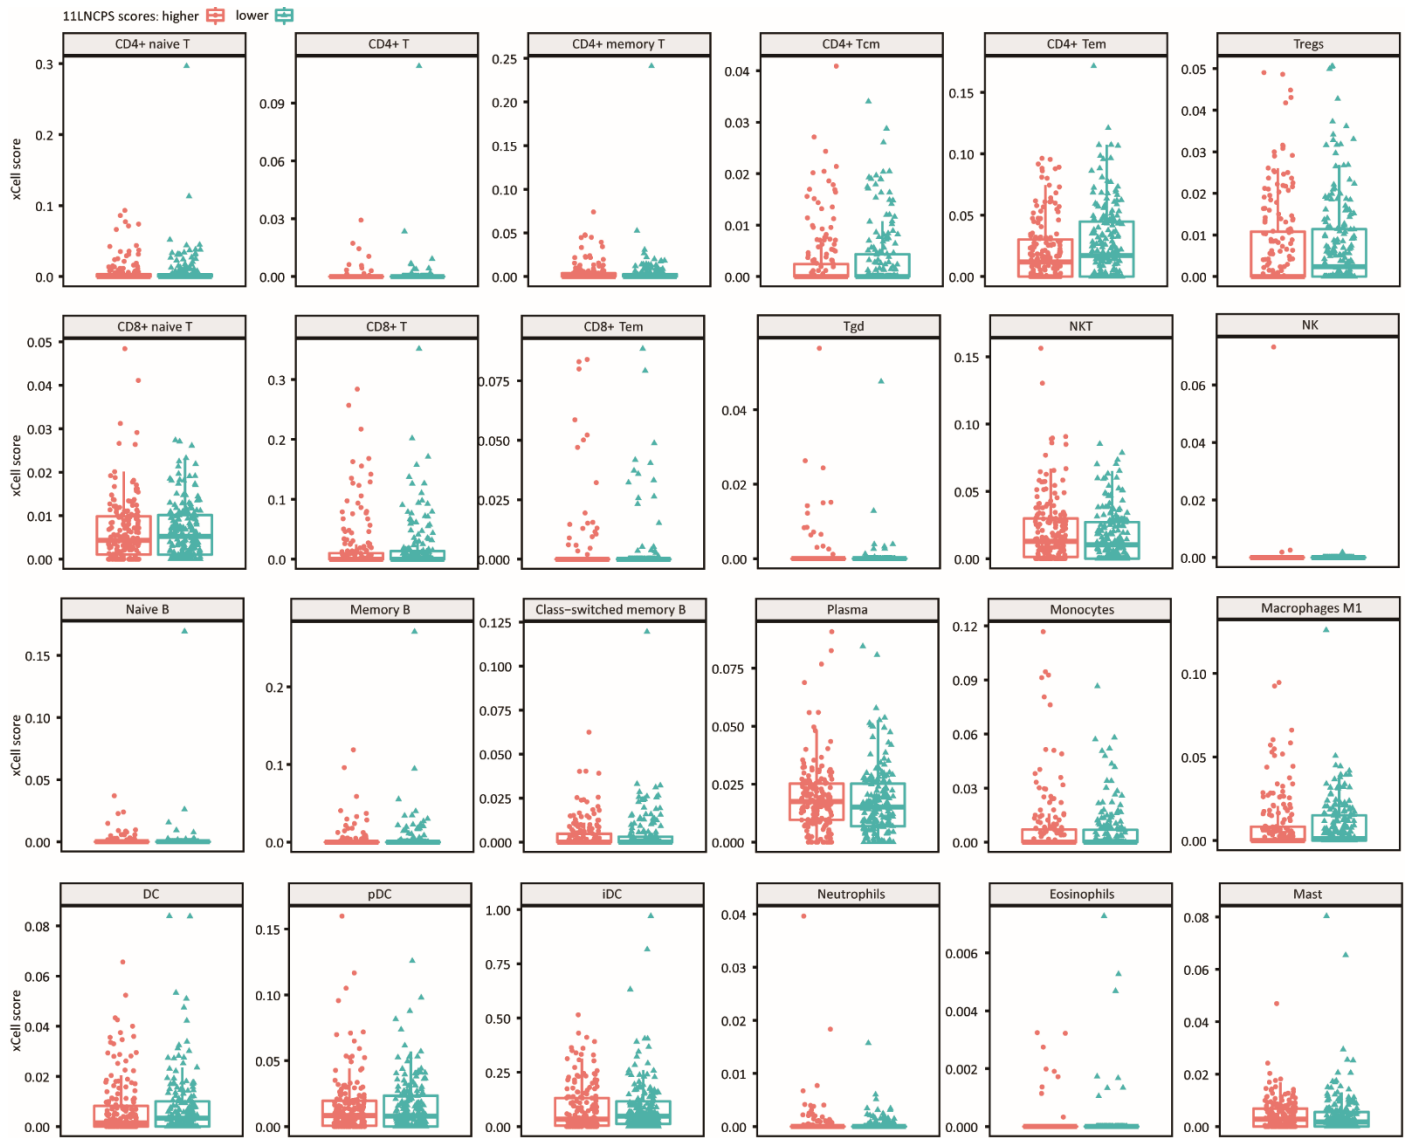 11LNCPS scores: higher lower
CD4+ naive T CD4+ T CD4+ memory T CD4+ Tcm CD4+ Tem Tregs
xCell score
0.3 0.2 0.1 0.0
0.09 0.06 0.03 0.00
0.25 0.20 0.15 0.10 0.05 0.00
0.04 0.03 0.02 0.01 0.00
0.15 0.10 0.05 0.00
0.05 0.04 0.03 0.02 0.01 0.00
CD8+ naive T CD8+ T CD8+ Tem Tgd NKT NK
xCell score
0.05 0.04 0.03 0.02 0.01 0.00
0.3 0.2 0.1 0.0
0.075 0.050 0.025 0.000
0.04 0.02 0.00
0.15 0.10 0.05 0.00
0.06 0.04 0.02 0.00
Naive B Memory B Class−switched memory B Plasma Monocytes Macrophages M1
xCell score
0.15 0.10 0.05 0.00
0.2 0.1 0.0
0.125 0.100 0.075 0.050 0.025 0.000
0.075 0.050 0.025 0.000
0.12 0.09 0.06 0.03 0.00
0.10 0.05 0.00
DC pDC iDC Neutrophils Eosinophils Mast
xCell score
0.08 0.06 0.04 0.02 0.00
0.15 0.10 0.05 0.00
1.00 0.75 0.50 0.25 0.00
0.04 0.03 0.02 0.01 0.00
0.006 0.004 0.002 0.000
0.08 0.06 0.04 0.02 0.00